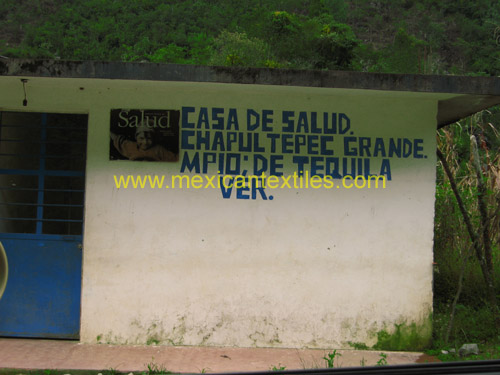 Salud
CASA DE SALUD.
CHAPULTEPEC GRANDE.
MPIO; DE TEQUILA
VER.
www.mexicantextiles.com